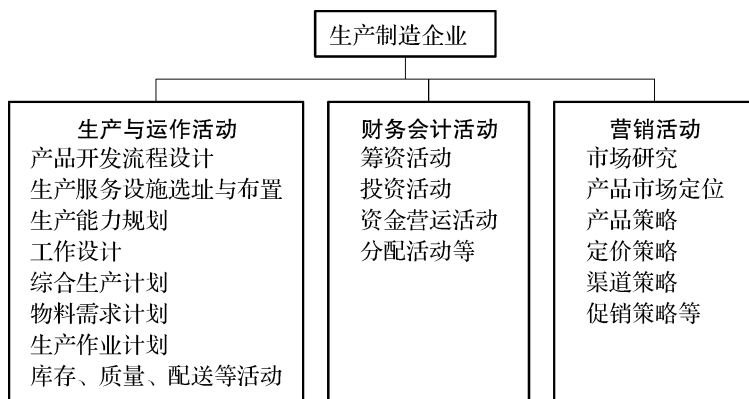 生产制造企业
生产与运作活动
产品开发流程设计
生产服务设施选址与布置
生产能力规划
工作设计
综合生产计划
物料需求计划
生产作业计划
库存、质量、配送等活动
财务会计活动
筹资活动
投资活动
资金营运活动
分配活动等
营销活动
市场研究
产品市场定位
产品策略
定价策略
渠道策略
促销策略等